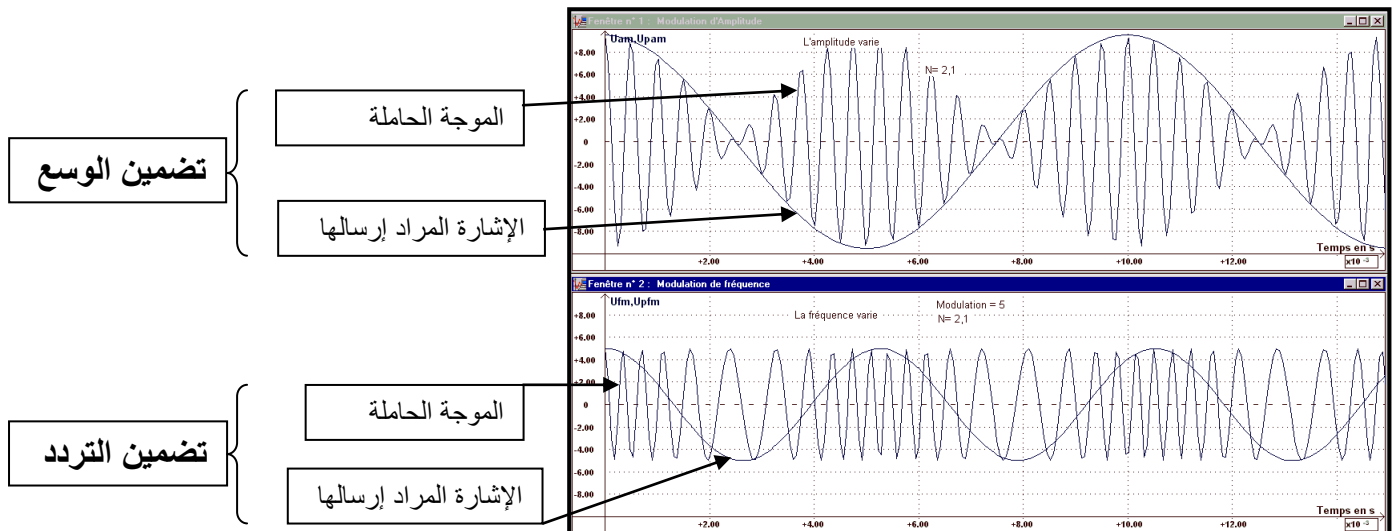 Fenêtre n° 1 : Modulation d'Amplitude
Uam,Upam
L'amplitude varie
N= 2,1
+8.00
+6.00
+4.00
+2.00
0
-2.00
-4.00
-6.00
-8.00
+2.00 +4.00 +6.00 +8.00 +10.00 +12.00
Temps en s
x10 -3
تضمين الوسع
الموجة الحاملة
الإشارة المراد إرسالها
Fenêtre n° 2 : Modulation de fréquence
Ufm,Upfm
La fréquence varie
Modulation = 5
N= 2,1
+8.00
+6.00
+4.00
+2.00
0
-2.00
-4.00
-6.00
-8.00
+2.00 +4.00 +6.00 +8.00 +10.00 +12.00
Temps en s
x10 -3
تضمين التردد
الموجة الحاملة
الإشارة المراد إرسالها